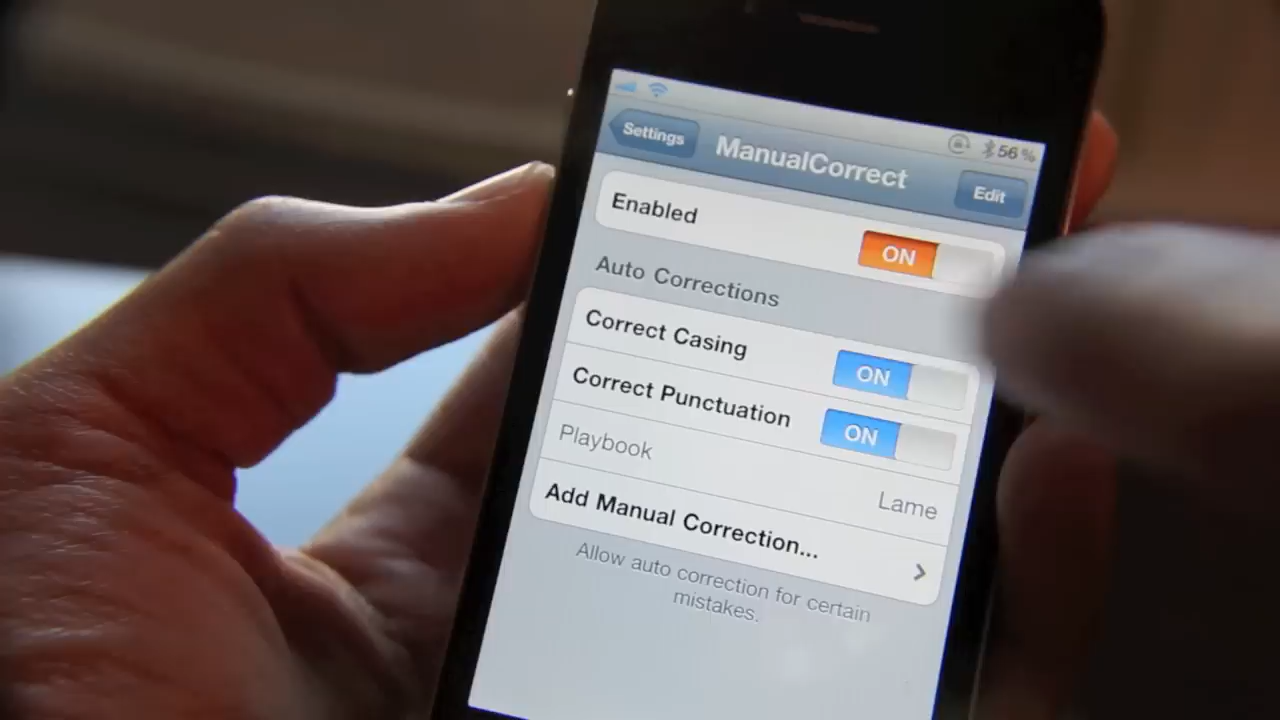 56 %
Settings
ManualCorrect
Edit
Enabled
ON
Auto Corrections
Correct Casing
ON
Correct Punctuation
ON
Playbook
Lame
Add Manual Correction...
Allow auto correction for certain
mistakes.